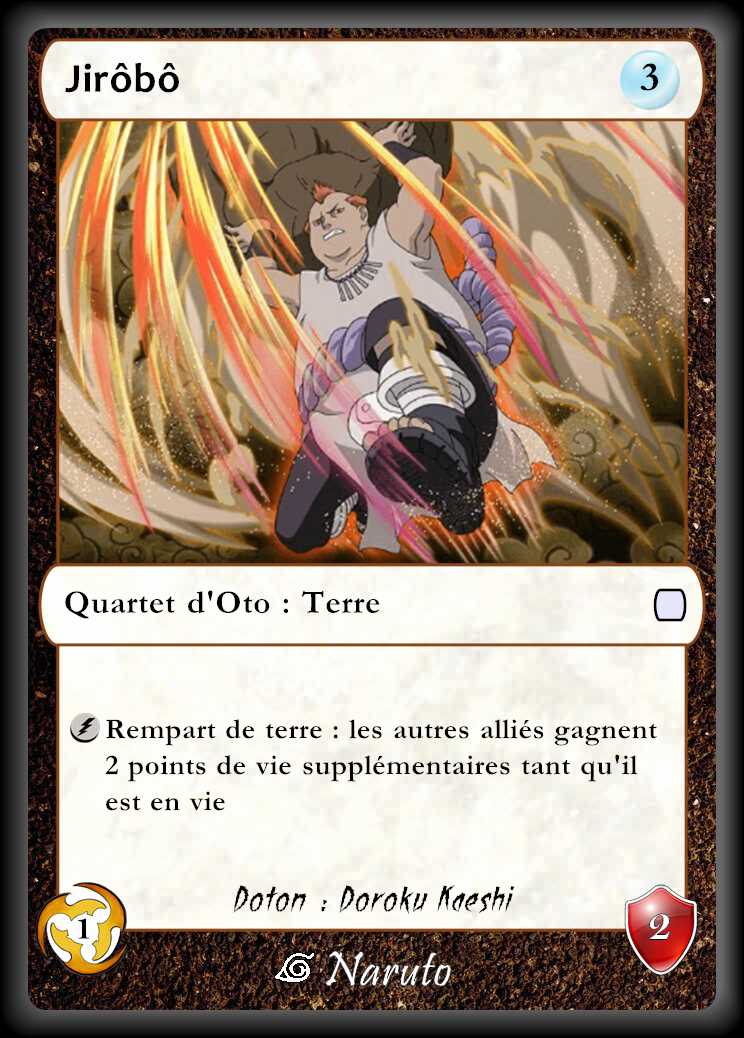 Jirôbô
3
Quartet d'Oto : Terre
Rempart de terre : les autres alliés gagnent
2 points de vie supplémentaires tant qu'il
est en vie
Doton : Doroku Kaeshi
1
2
Naruto